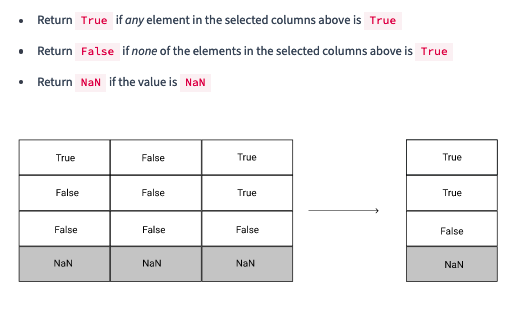 • Return True if any element in the selected columns above is True
• Return False if none of the elements in the selected columns above is True
• Return NaN if the value is NaN
True False True True
False False True True
False False False False
NaN NaN NaN NaN